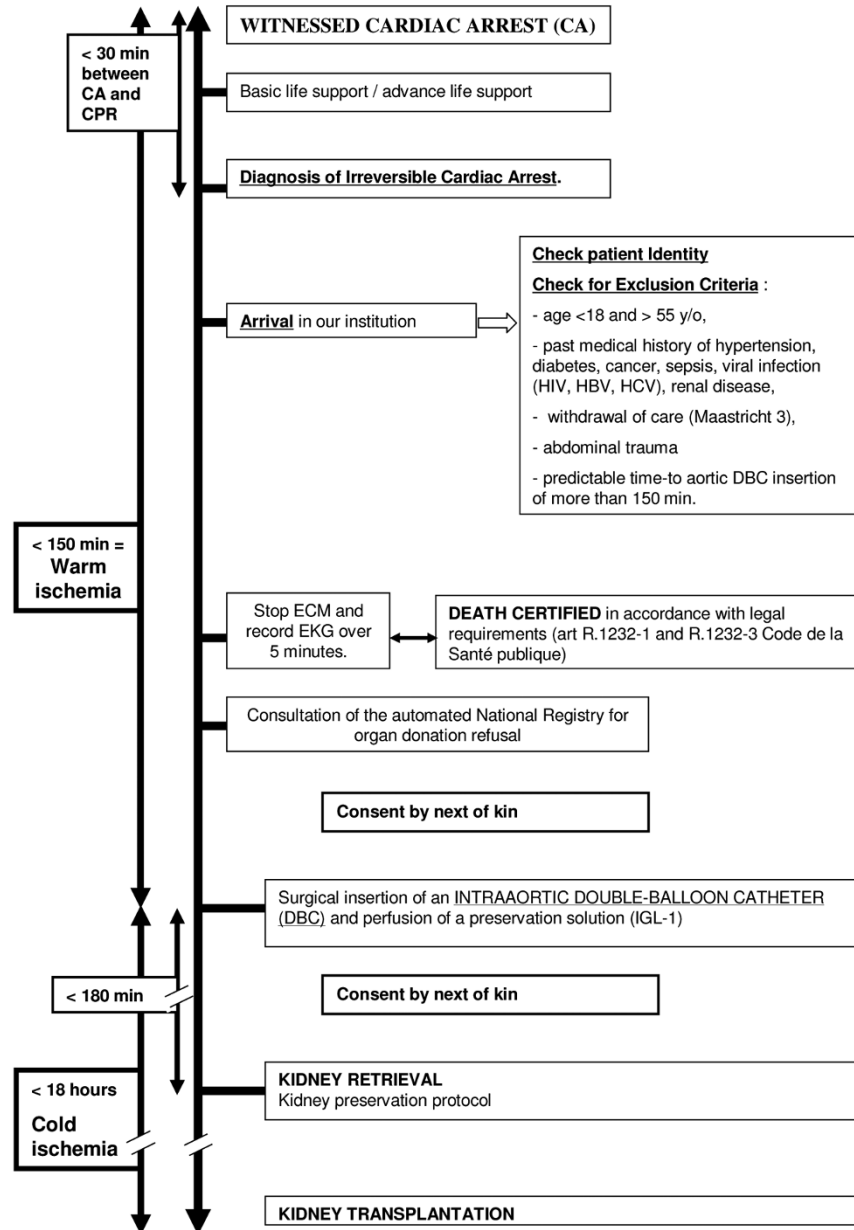 WITNESSED CARDIAC ARREST (CA)
< 30 min
between
CA and
CPR
Basic life support / advance life support
Diagnosis of Irreversible Cardiac Arrest.
Arrival in our institution
Check patient Identity
Check for Exclusion Criteria :
- age <18 and > 55 y/o,
- past medical history of hypertension,
diabetes, cancer, sepsis, viral infection
(HIV, HBV, HCV), renal disease,
- withdrawal of care (Maastricht 3),
- abdominal trauma
- predictable time-to aortic DBC insertion
of more than 150 min.
< 150 min =
Warm
ischemia
Stop ECM and
record EKG over
5 minutes.
DEATH CERTIFIED in accordance with legal
requirements (art R.1232-1 and R.1232-3 Code de la
Santé publique)
Consultation of the automated National Registry for
organ donation refusal
Consent by next of kin
Surgical insertion of an INTRAAORTIC DOUBLE-BALLOON CATHETER
(DBC) and perfusion of a preservation solution (IGL-1)
< 180 min
Consent by next of kin
KIDNEY RETRIEVAL
Kidney preservation protocol
< 18 hours
Cold
ischemia
KIDNEY TRANSPLANTATION